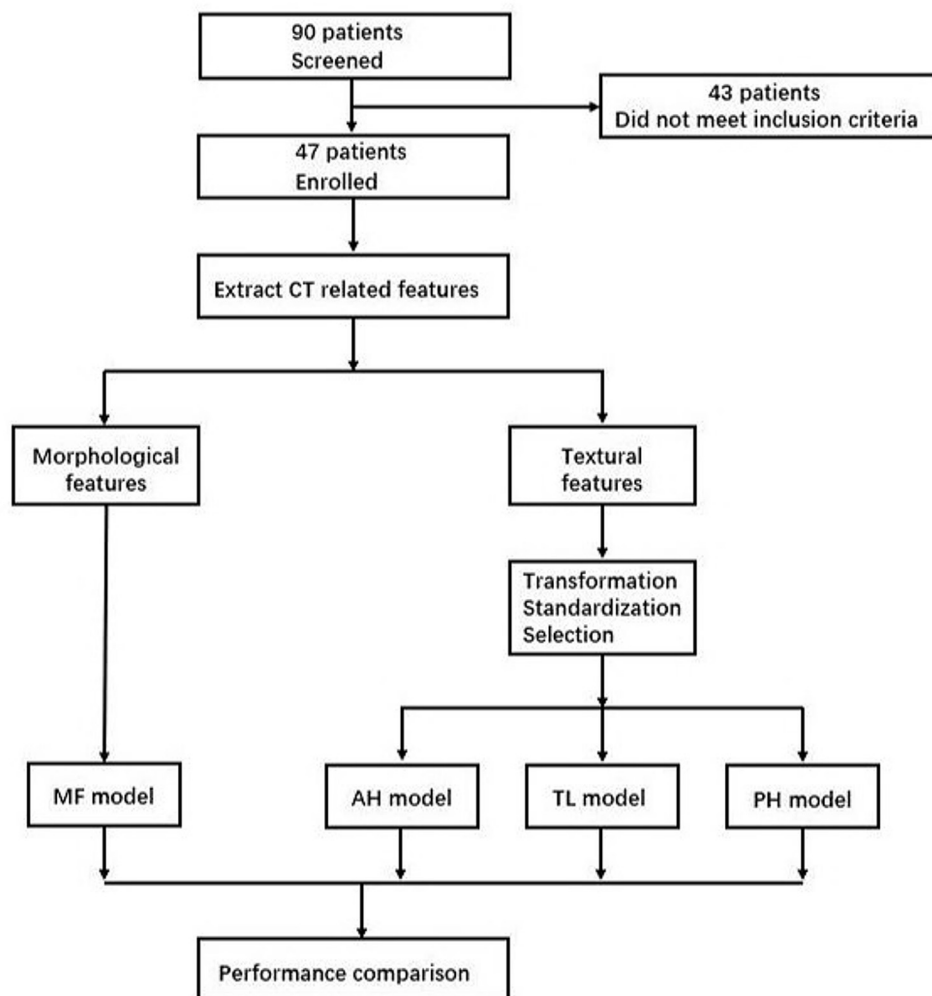 90 patients
Screened
43 patients
Did not meet inclusion criteria
47 patients
Enrolled
Extract CT related features
Morphological
features
Textural
features
Transformation
Standardization
Selection
MF model
AH model
TL model
PH model
Performance comparison